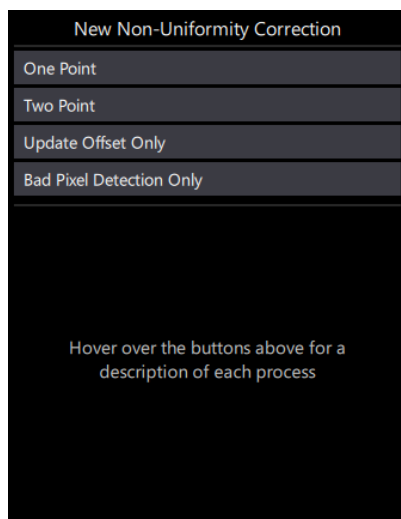 New Non-Uniformity Correction
One Point
Two Point
Update Offset Only
Bad Pixel Detection Only
Hover over the buttons above for a
description of each process